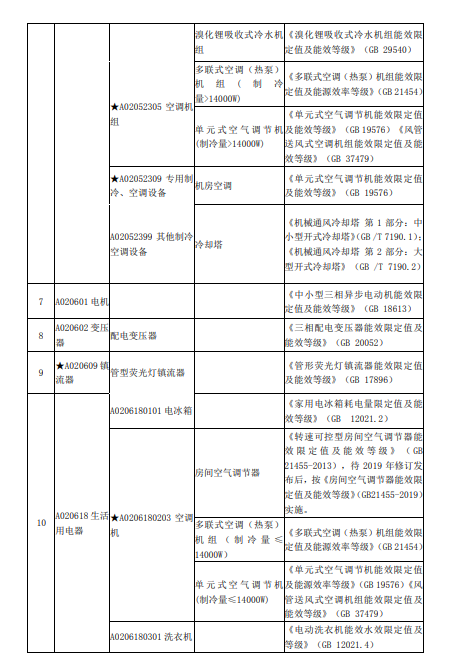 溴化锂吸收式冷水机
组
《溴化锂吸收式冷水机组能效限
定值及能效等级》（GB 29540）
★A02052305 空调机
组
多联式空调（热泵）
机 组 ( 制 冷
量>14000W)
《多联式空调（热泵）机组能效限
定值及能源效率等级》(GB 21454)
单元式空气调节机
(制冷量>14000W)
《单元式空气调节机能效限定值
及能效等级》（GB 19576）《风管
送风式空调机组能效限定值及能
效等级》（GB 37479）
★A02052309 专用制
冷、空调设备
机房空调
《单元式空气调节机能效限定值
及能效等级》（GB 19576）
A02052399 其他制冷
空调设备
冷却塔
《机械通风冷却塔 第 1 部分：中
小型开式冷却塔》（GB /T 7190.1）；
《机械通风冷却塔 第 2 部分：大
型开式冷却塔》（GB /T 7190.2）
7
A020601 电机
《中小型三相异步电动机能效限
定值及能效等级》（GB 18613）
8
A020602 变压
器
配电变压器
《三相配电变压器能效限定值及
能效等级》（GB 20052）
9
★A020609 镇
流器
管型荧光灯镇流器
《管形荧光灯镇流器能效限定值
及能效等级》（GB 17896）
10
A020618 生活
用电器
A0206180101 电冰箱
《家用电冰箱耗电量限定值及能
效等级》（GB 12021.2）
★A0206180203 空调
机
房间空气调节器
《转速可控型房间空气调节器能
效限定值及能效等级》（GB
21455-2013），待 2019 年修订发
布后，按《房间空气调节器能效限
定值及能效等级》（GB21455-2019）
实施。
多联式空调（热泵）
机组（制冷量≤
14000W）
《多联式空调（热泵）机组能效限
定值及能源效率等级》(GB 21454)
单元式空气调节机
(制冷量≤14000W)
《单元式空气调节机能效限定值
及能源效率等级》(GB 19576)《风
管送风式空调机组能效限定值及
能效等级》（GB 37479）
A0206180301 洗衣机
《电动洗衣机能效水效限定值及
等级》（GB 12021.4）